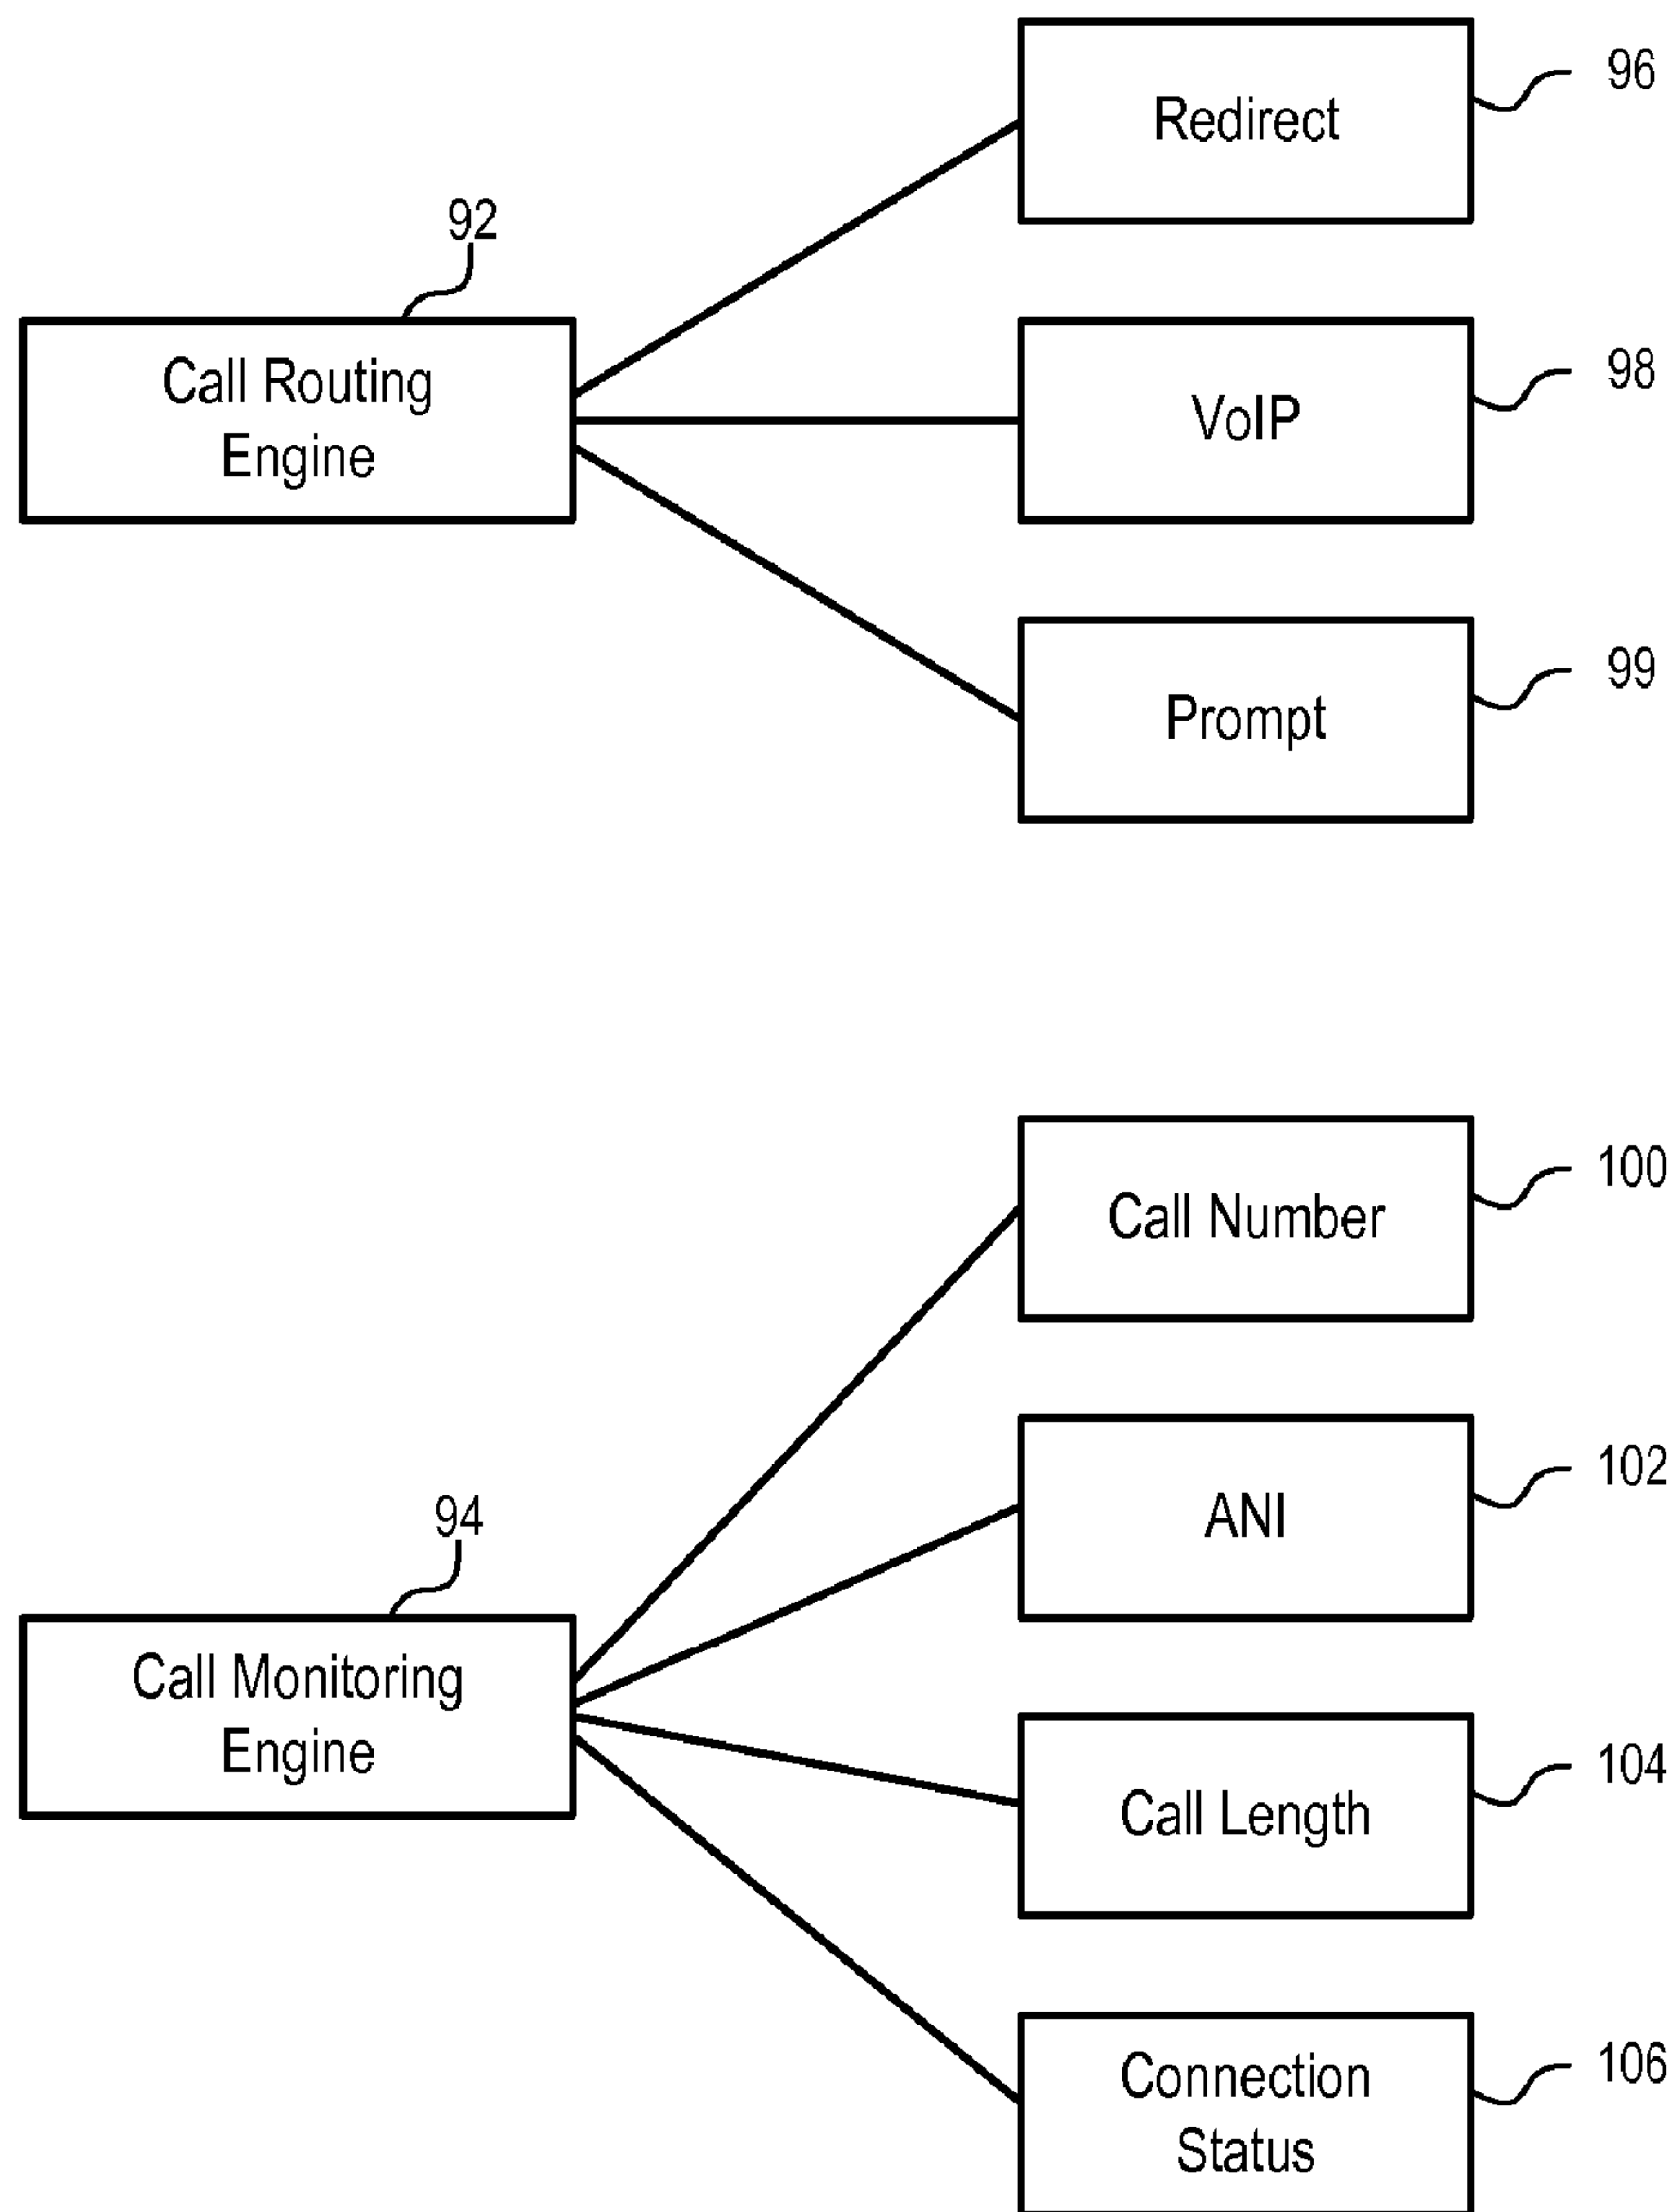 Redirect
96
92
Call Routing
Engine
VoIP
98
Prompt
99
Call Number
100
ANI
102
94
Call Monitoring
Engine
Call Length
104
Connection
Status
106